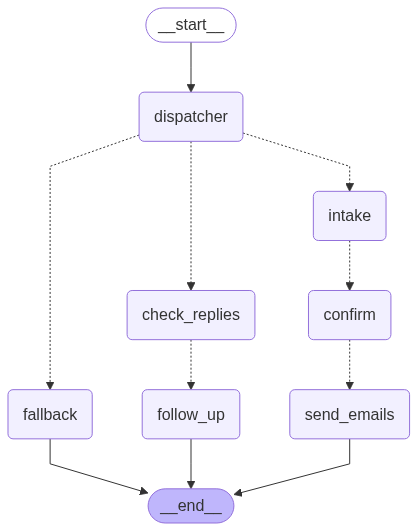 __start__
dispatcher
intake
check_replies
confirm
fallback
follow_up
send_emails
__end__